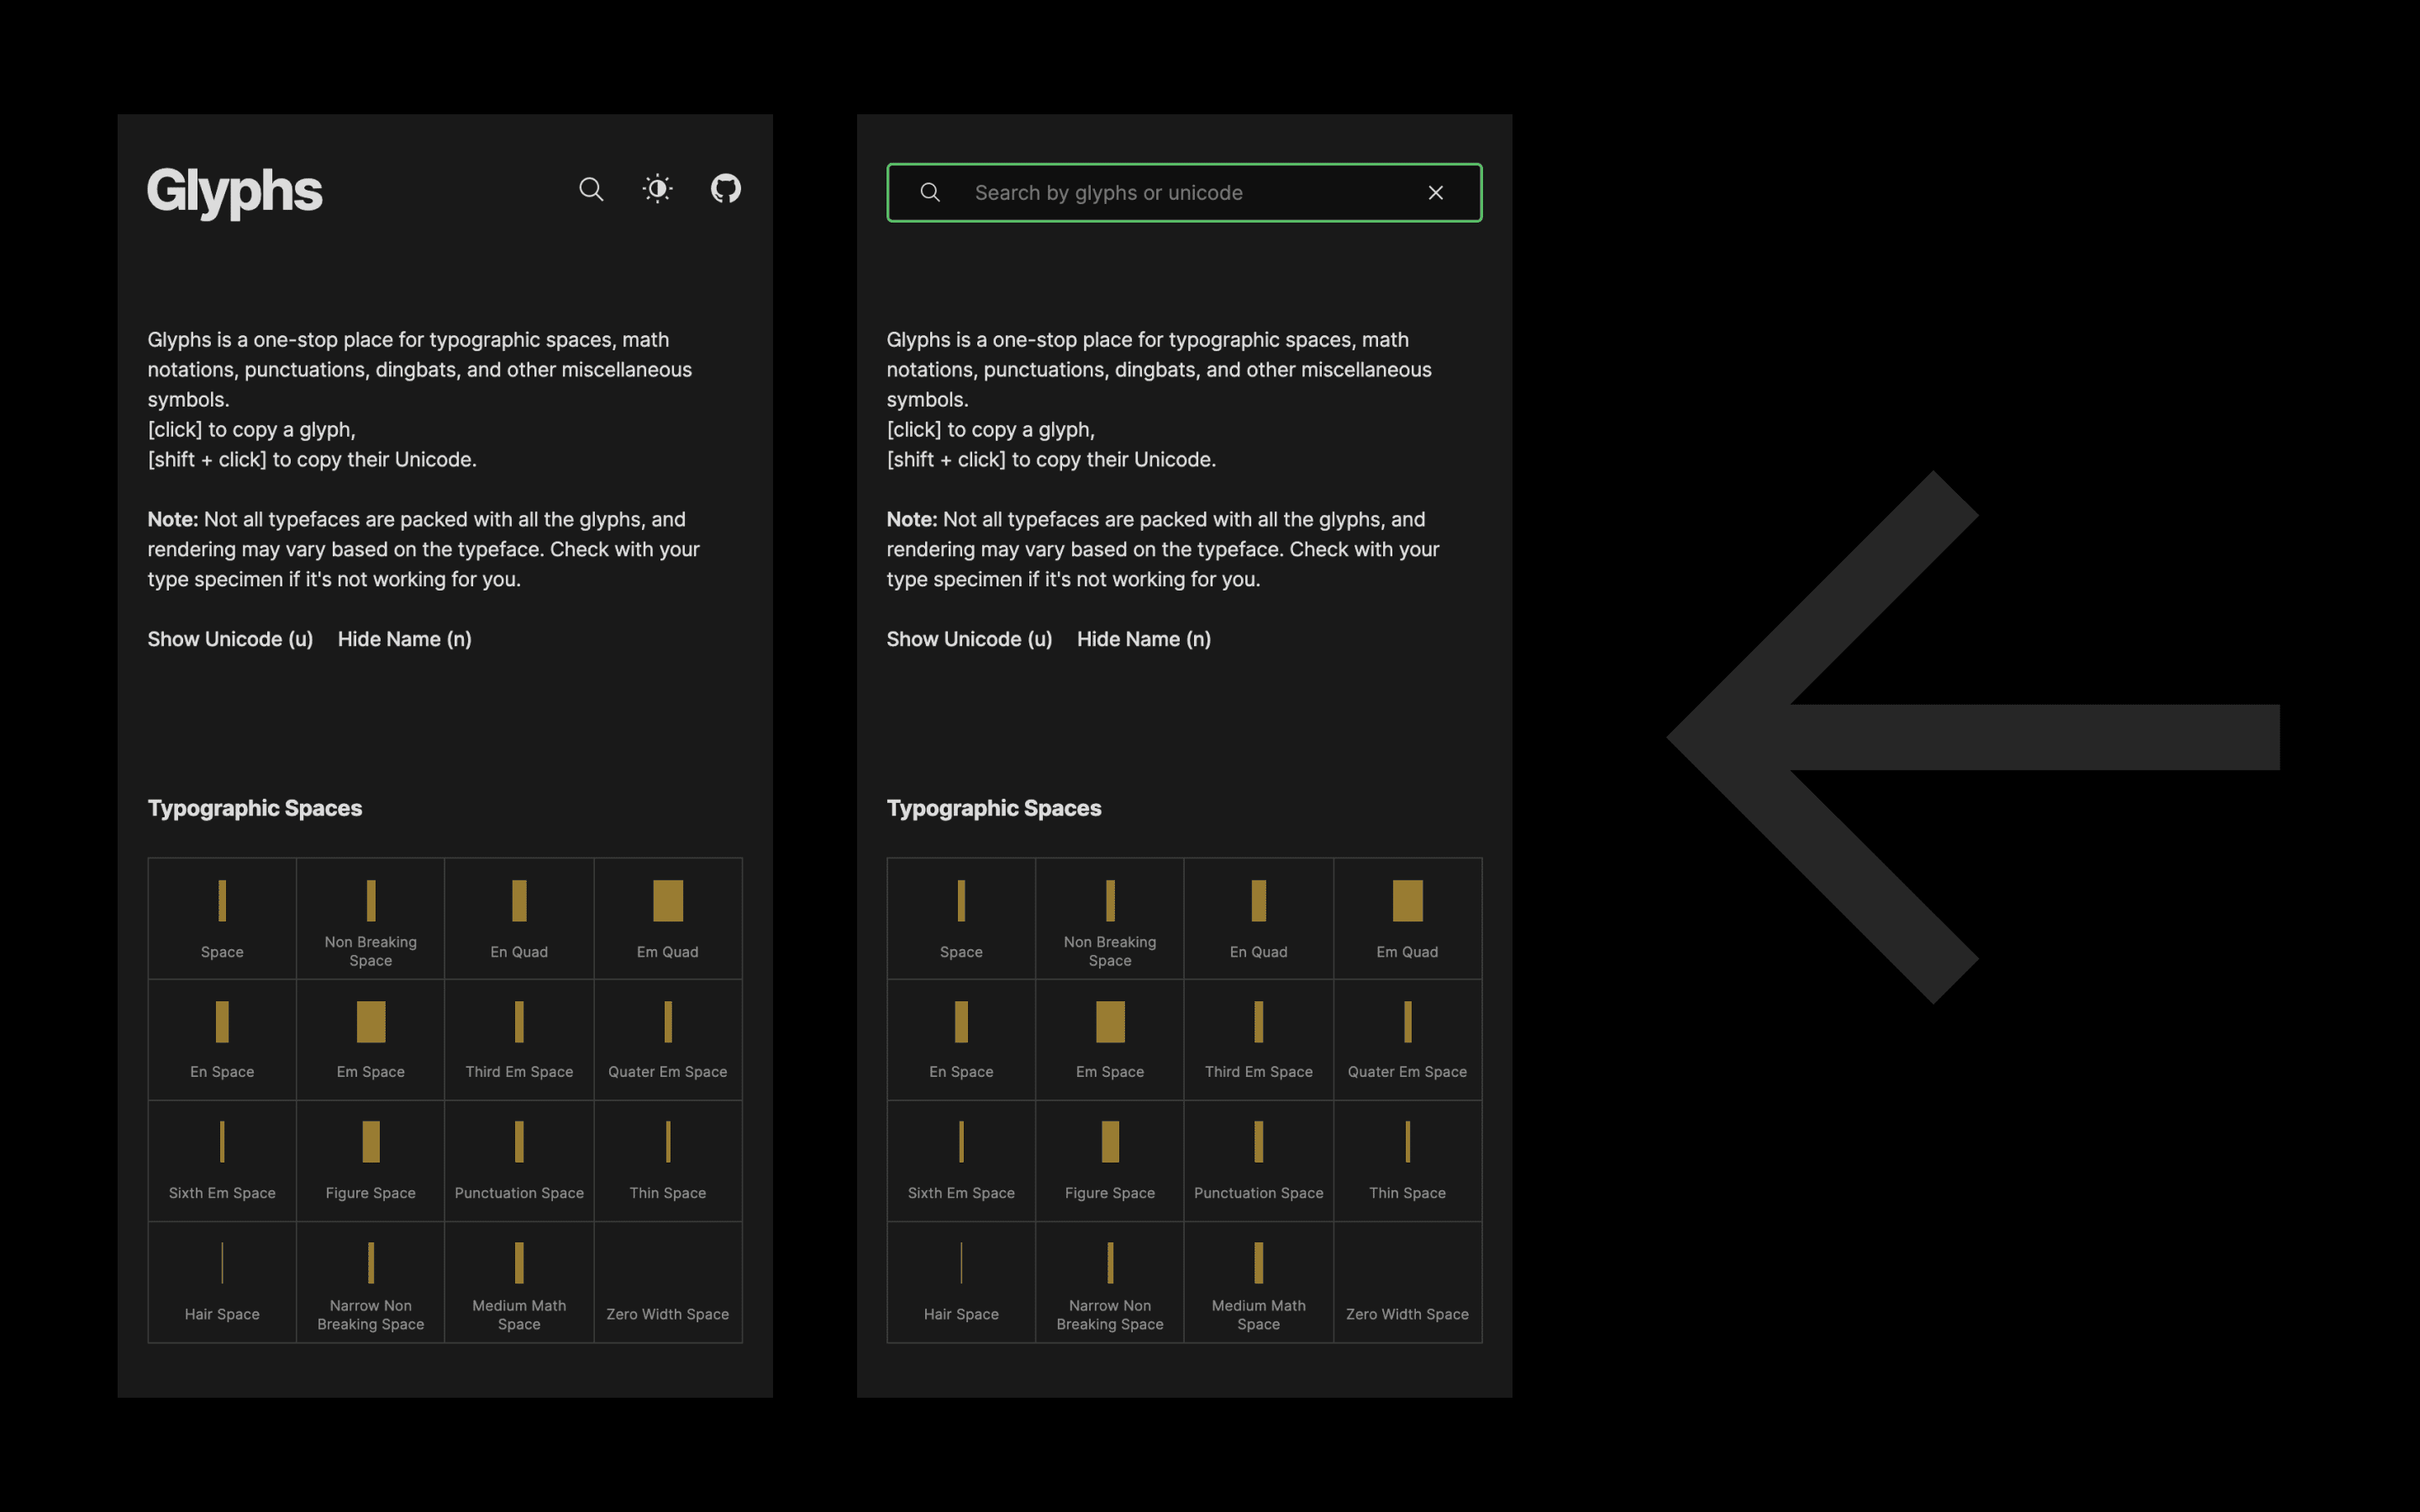 Glyphs
Glyphs is a one-stop place for typographic spaces, math
notations, punctuations, dingbats, and other miscellaneous
symbols.
[click] to copy a glyph,
[shift + click] to copy their Unicode.
Note: Not all typefaces are packed with all the glyphs, and
rendering may vary based on the typeface. Check with your
type specimen if it's not working for you.
Show Unicode (u) Hide Name (n)
Typographic Spaces
Space
Non Breaking
Space
En Quad
Em Quad
En Space
Em Space
Third Em Space
Quater Em Space
Sixth Em Space
Figure Space
Punctuation Space
Thin Space
Hair Space
Narrow Non
Breaking Space
Medium Math
Space
Zero Width Space
Search by glyphs or unicode
Glyphs is a one-stop place for typographic spaces, math
notations, punctuations, dingbats, and other miscellaneous
symbols.
[click] to copy a glyph,
[shift + click] to copy their Unicode.
Note: Not all typefaces are packed with all the glyphs, and
rendering may vary based on the typeface. Check with your
type specimen if it's not working for you.
Show Unicode (u) Hide Name (n)
Typographic Spaces
Space
Non Breaking
Space
En Quad
Em Quad
En Space
Em Space
Third Em Space
Quater Em Space
Sixth Em Space
Figure Space
Punctuation Space
Thin Space
Hair Space
Narrow Non
Breaking Space
Medium Math
Space
Zero Width Space